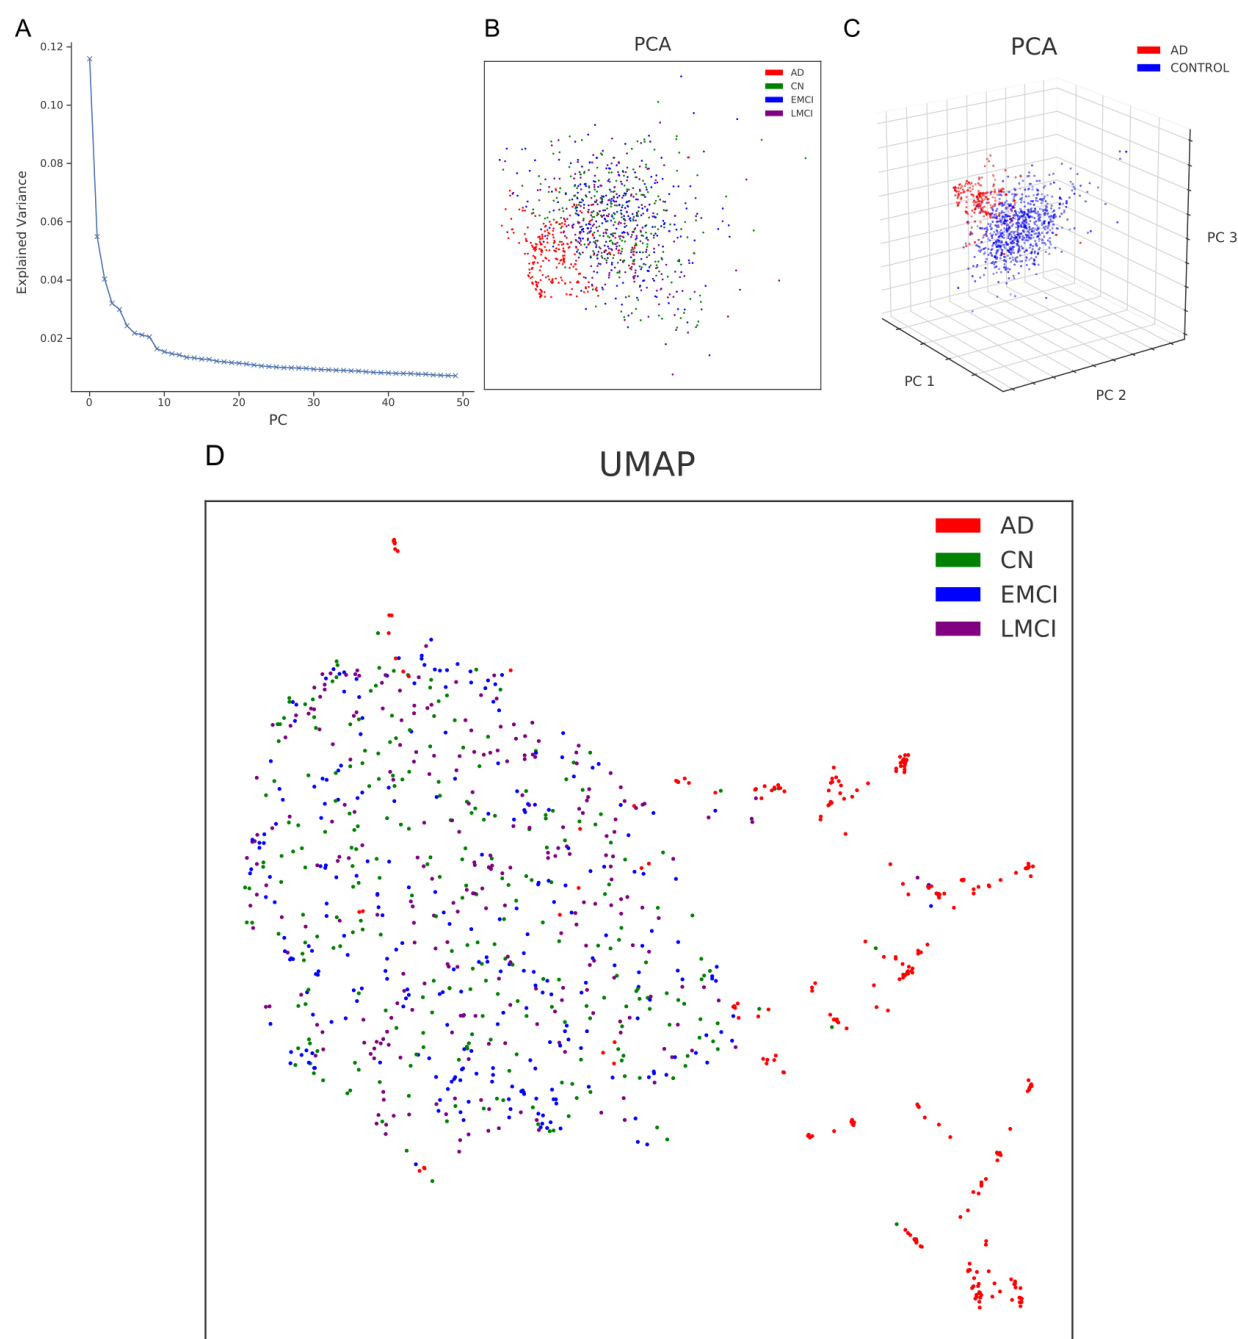 A
0.12
0.10
0.08
0.06
0.04
0.02
Explained Variance
0
10
20
30
40
50
PC
B
PCA
AD
CN
EMCI
LMCI
C
PCA
AD
CONTROL
PC 3
PC 1
PC 2
D
UMAP
AD
CN
EMCI
LMCI